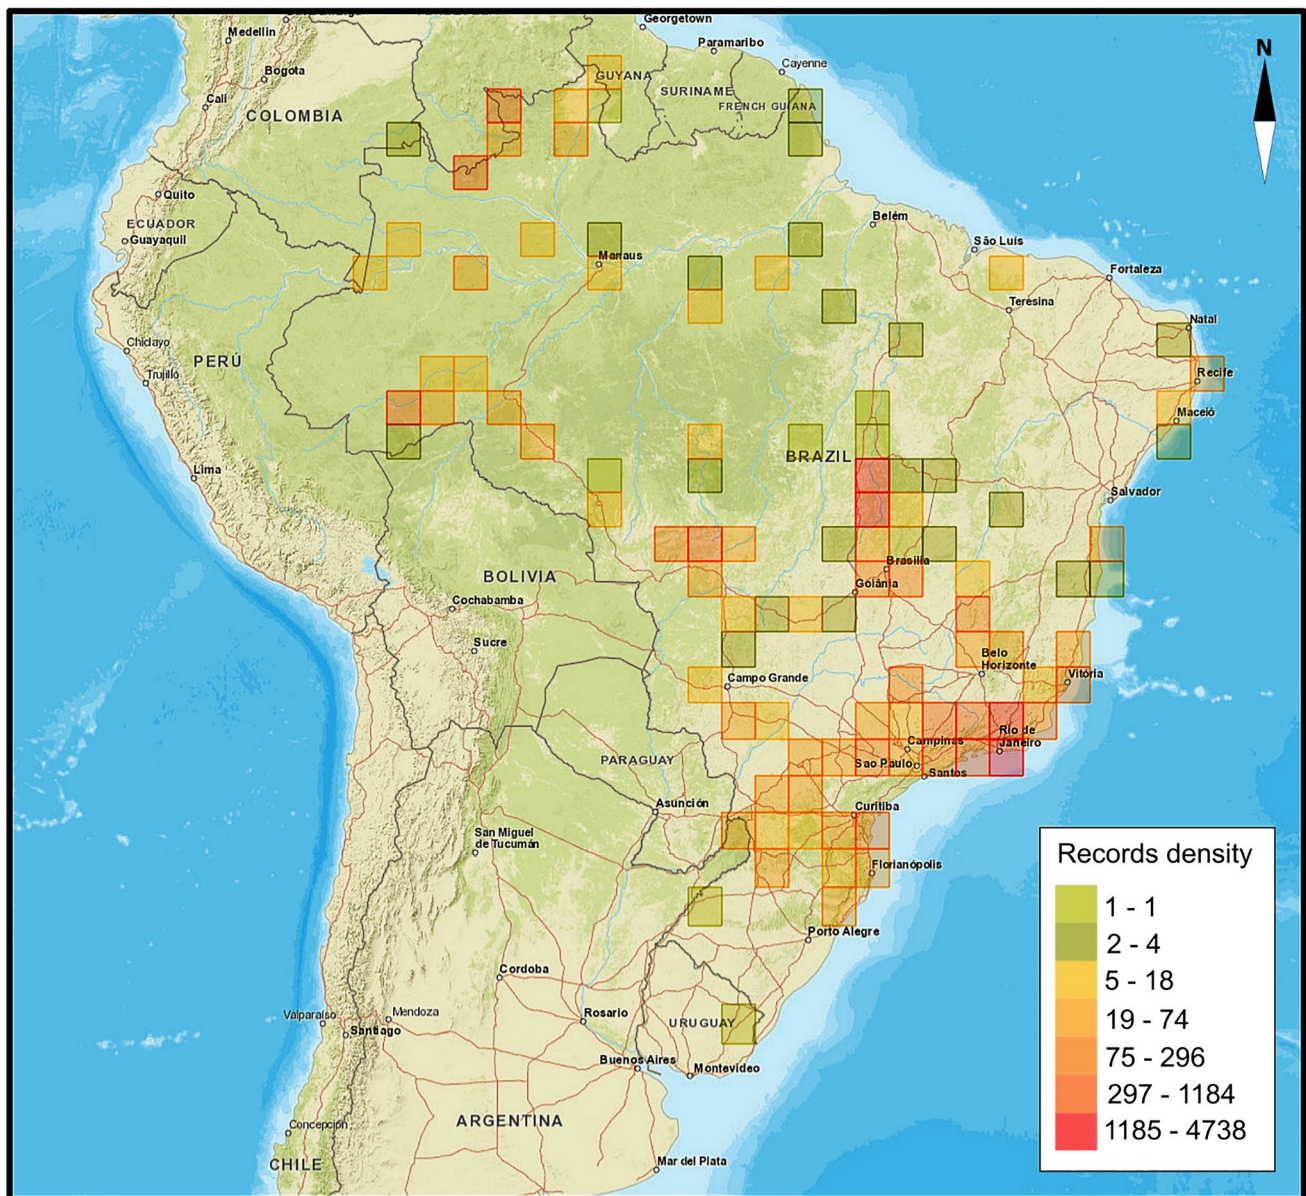 Georgetown
Medellin
Paramaribo
N
Cayenne
Bogota
GUYANA
SURINAME
FRENCH GUIANA
Cali
COLOMBIA
Quito
ECUADOR
Guayaquil
Belém
São Luís
Manaus
Fortaleza
Teresina
Natal
Chiclayo
PERÚ
Trujillo
Recife
Maceió
BRAZIL
Lima
Salvador
Brasília
BOLIVIA
Goiânia
Cochabamba
Sucre
Belo
Horizonte
Campo Grande
Vitória
Rio de
Janeiro
Campinas
PARAGUAY
Sao Paulo
Santos
Asunción
Curitiba
San Miguel
de Tucumán
Florianópolis
Porto Alegre
Cordoba
Mendoza
Valparaíso
Rosario
Santiago
URUGUAY
Buenos Aires
Montevideo
ARGENTINA
Concepción
Mar del Plata
CHILE
Records density
1 - 1
2 - 4
5 - 18
19 - 74
75 - 296
297 - 1184
1185 - 4738